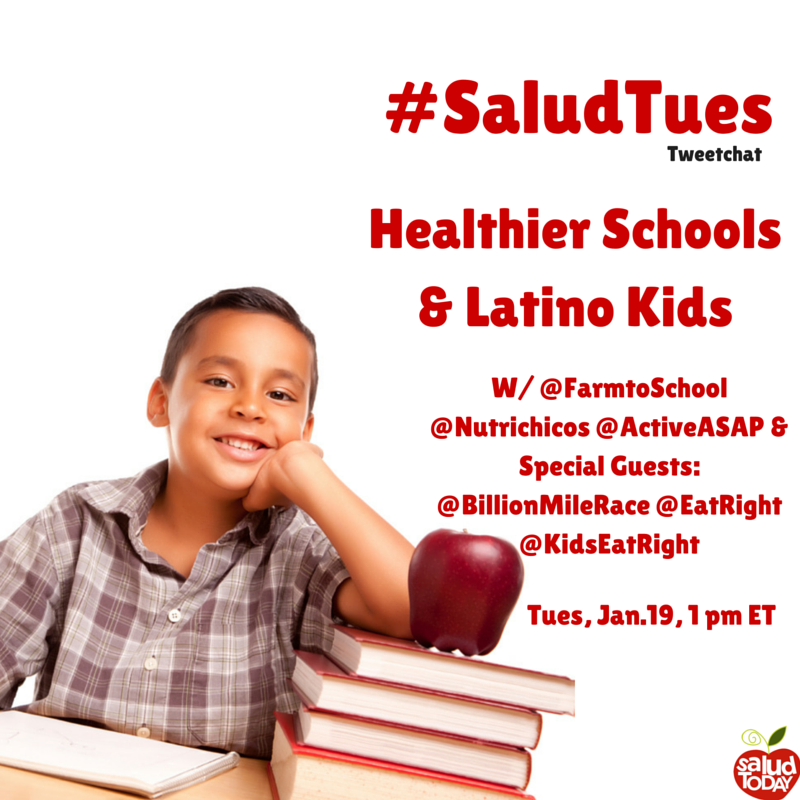 #SaludTues
Tweetchat
Healthier Schools
& Latino Kids
W/ @FarmtoSchool
@Nutrichicos @ActiveASAP &
Special Guests:
@BillionMileRace @EatRight
@KidsEatRight
Tues, Jan.19, 1 pm ET
salud
TODAY